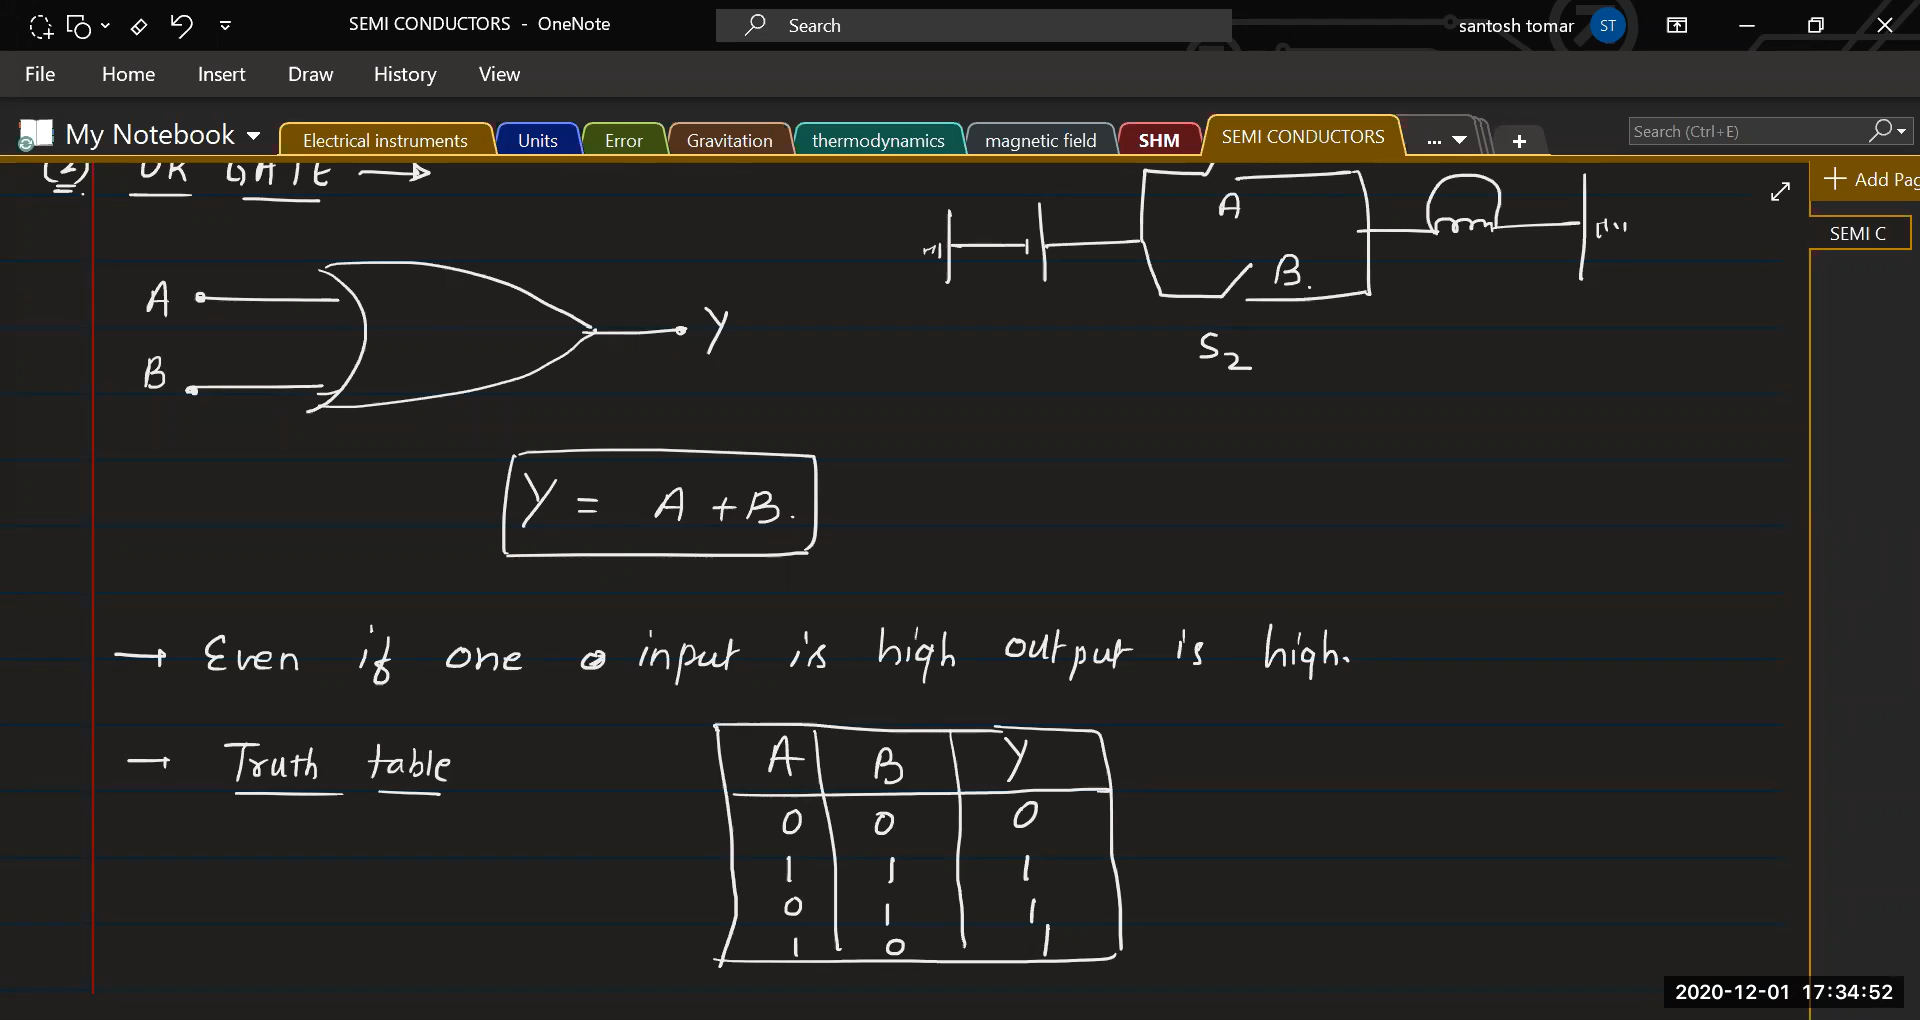 SEMI CONDUCTORS - OneNote
Search
santosh tomar ST
File Home Insert Draw History View
My Notebook
Electrical instruments Units Error Gravitation thermodynamics magnetic field SHM SEMI CONDUCTORS ... +
Search (Ctrl+E)
Add Pag
SEMI C
(2) OR GATE →
A
B.
S2
A
B
Y
Y = A + B.
→ Even if one input is high output is high.
→ Truth table
A B Y
0 0 0
1 1 1
0 1 1
1 0 1
2020-12-01 17:34:52